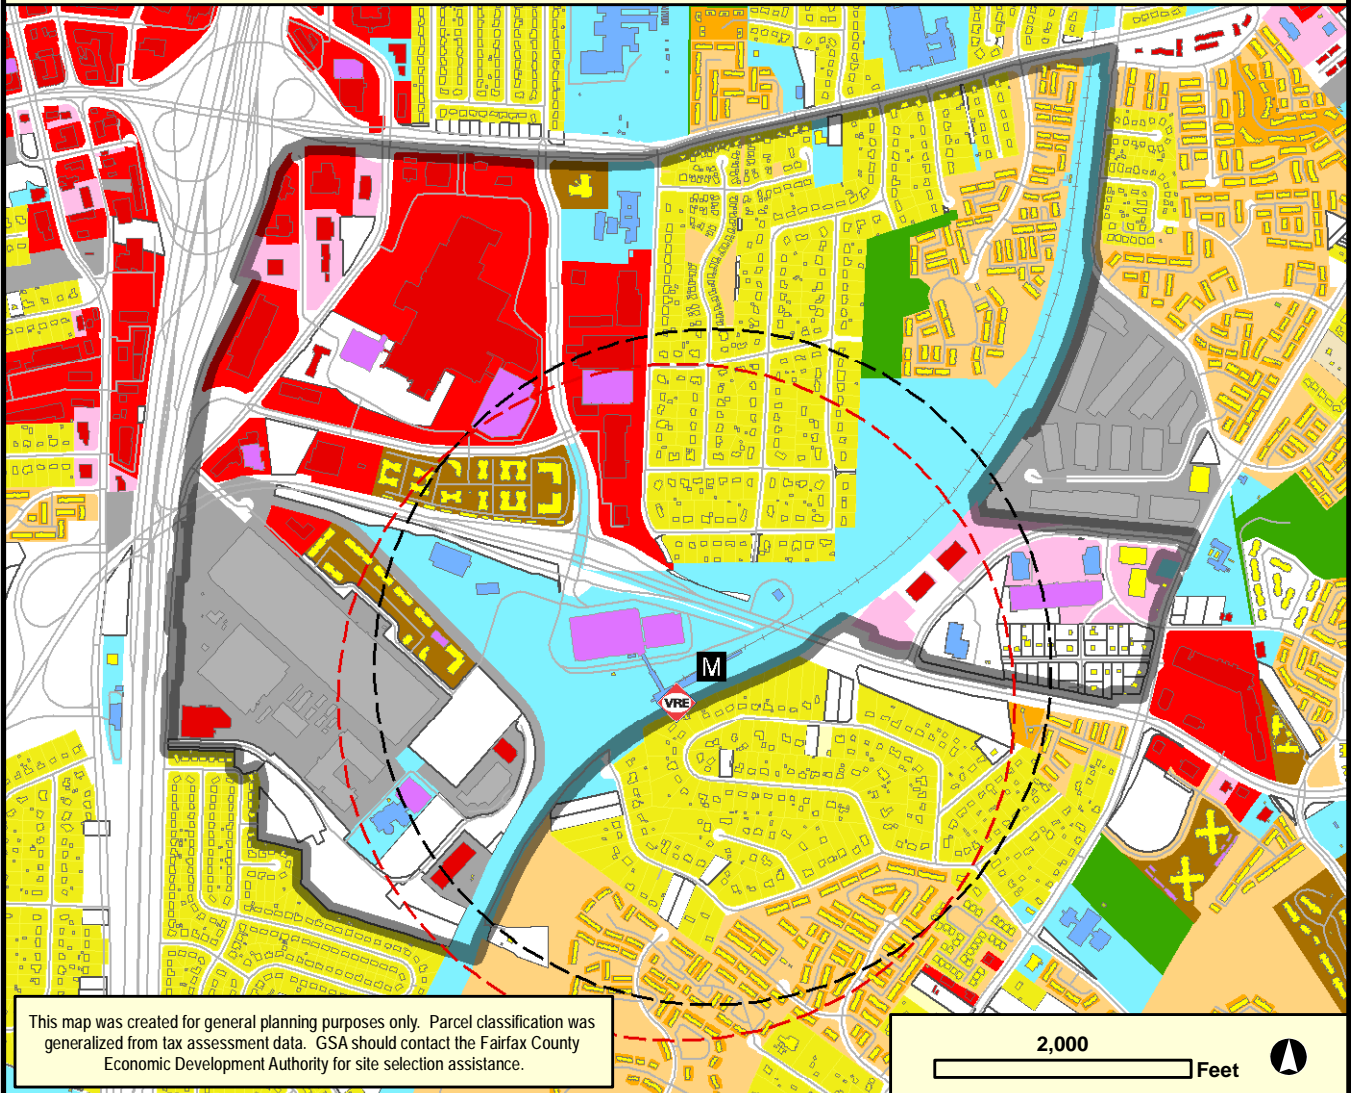 M
VRE
This map was created for general planning purposes only. Parcel classification was
generalized from tax assessment data. GSA should contact the Fairfax County
Economic Development Authority for site selection assistance.
2,000
Feet